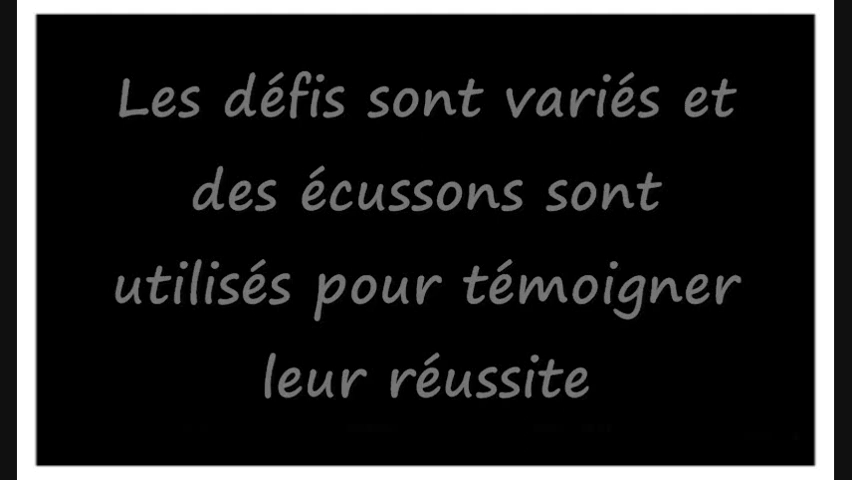 Les défis sont variés et
des écussons sont
utilisés pour témoigner
leur réussite